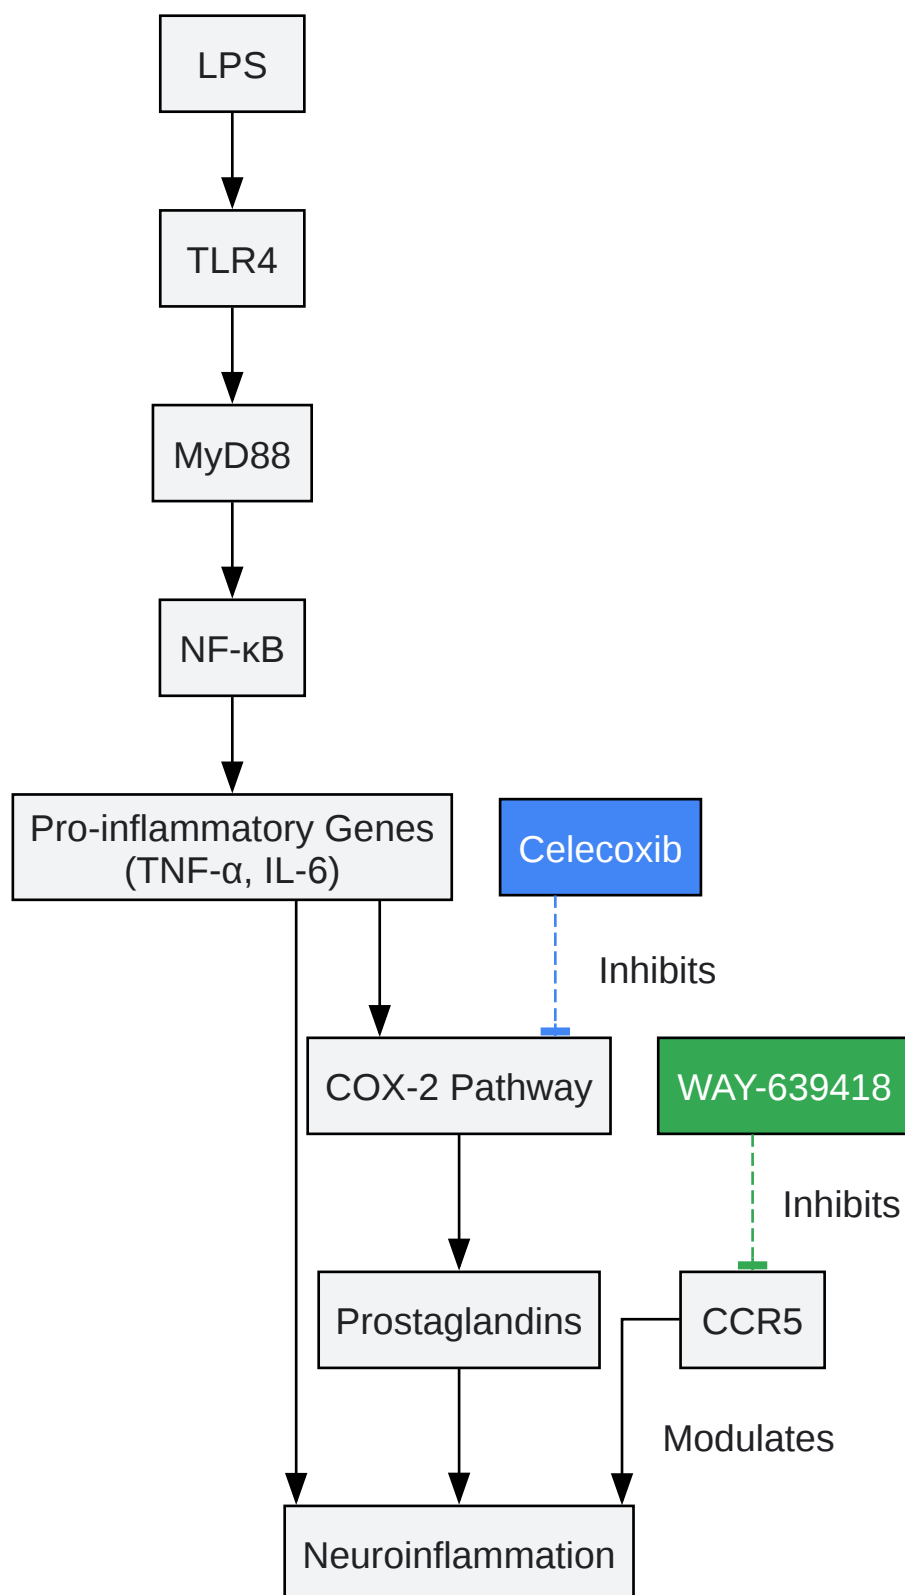 LPS
TLR4
MyD88
NF-κB
Pro-inflammatory Genes
(TNF-α, IL-6)
Celecoxib
Inhibits
COX-2 Pathway
WAY-639418
Inhibits
Prostaglandins
CCR5
Modulates
Neuroinflammation